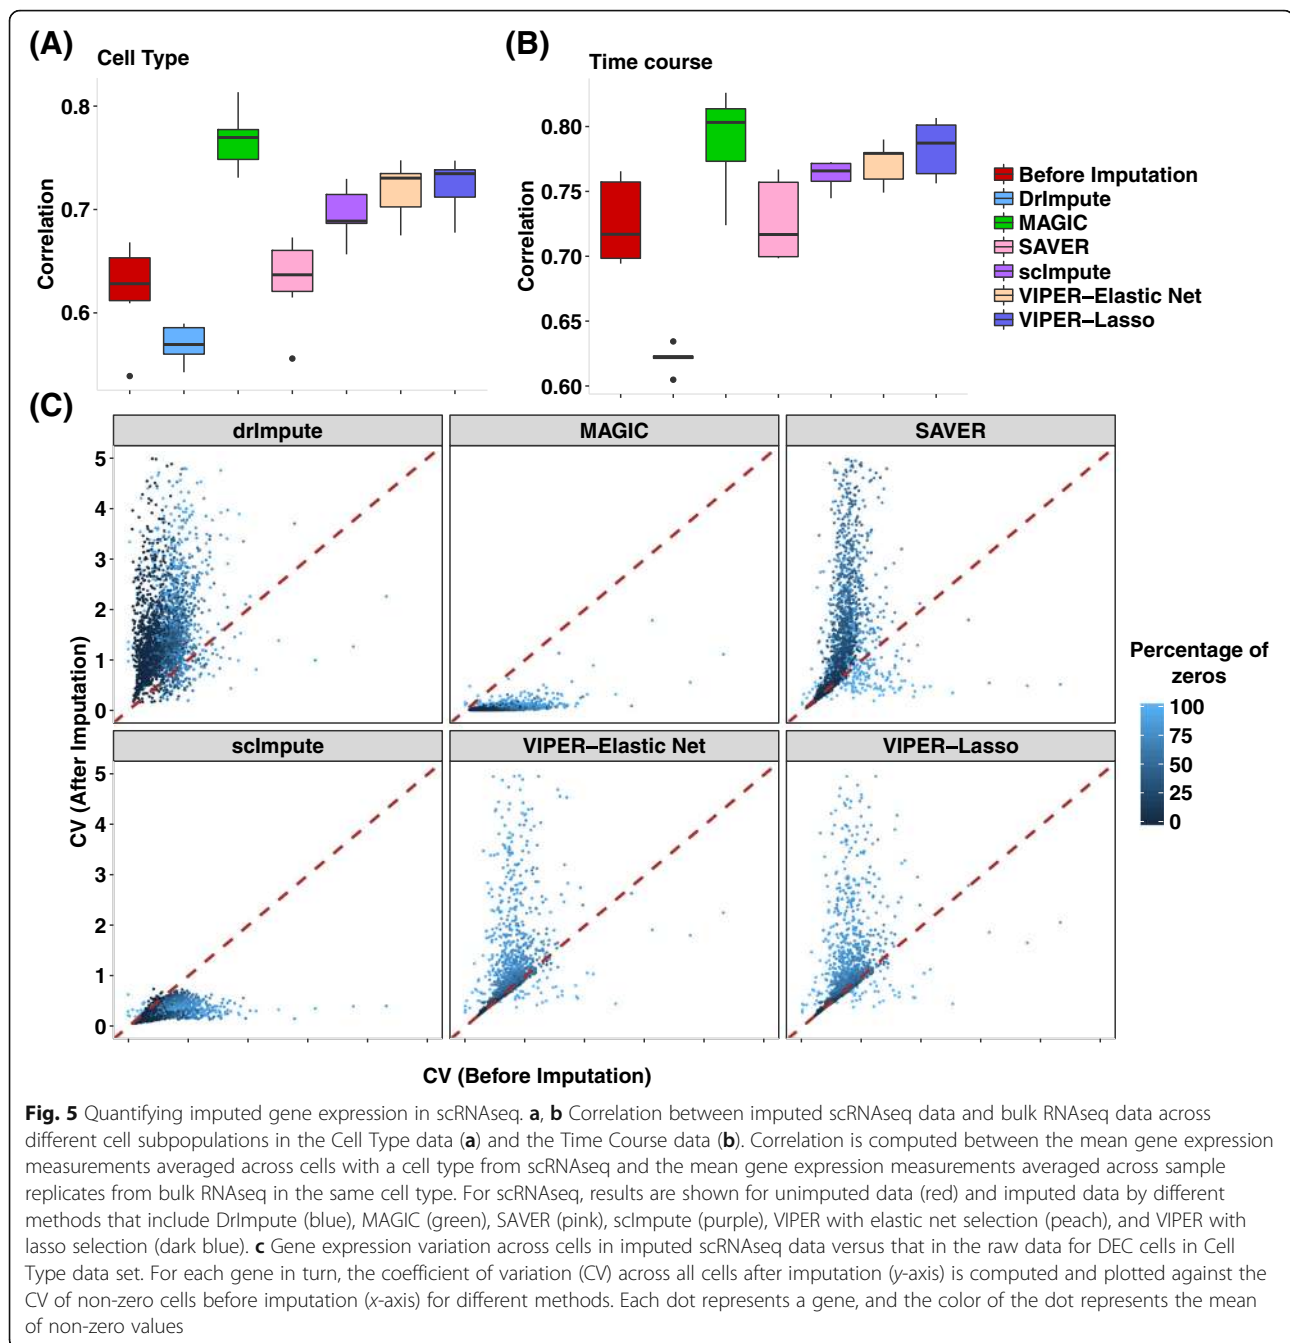 (A)
Cell Type
Correlation
0.8
0.7
0.6
(B)
Time course
Correlation
0.80
0.75
0.70
0.65
0.60
Before Imputation
DrImpute
MAGIC
SAVER
scImpute
VIPER–Elastic Net
VIPER–Lasso
(C)
drImpute
MAGIC
SAVER
5
4
3
2
1
0
scImpute
VIPER–Elastic Net
VIPER–Lasso
5
4
3
2
1
0
CV (After Imputation)
CV (Before Imputation)
Percentage of
zeros
100
75
50
25
0
Fig. 5 Quantifying imputed gene expression in scRNAseq. a, b Correlation between imputed scRNAseq data and bulk RNAseq data across
different cell subpopulations in the Cell Type data (a) and the Time Course data (b). Correlation is computed between the mean gene expression
measurements averaged across cells with a cell type from scRNAseq and the mean gene expression measurements averaged across sample
replicates from bulk RNAseq in the same cell type. For scRNAseq, results are shown for unimputed data (red) and imputed data by different
methods that include DrImpute (blue), MAGIC (green), SAVER (pink), scImpute (purple), VIPER with elastic net selection (peach), and VIPER with
lasso selection (dark blue). c Gene expression variation across cells in imputed scRNAseq data versus that in the raw data for DEC cells in Cell
Type data set. For each gene in turn, the coefficient of variation (CV) across all cells after imputation (y-axis) is computed and plotted against the
CV of non-zero cells before imputation (x-axis) for different methods. Each dot represents a gene, and the color of the dot represents the mean
of non-zero values